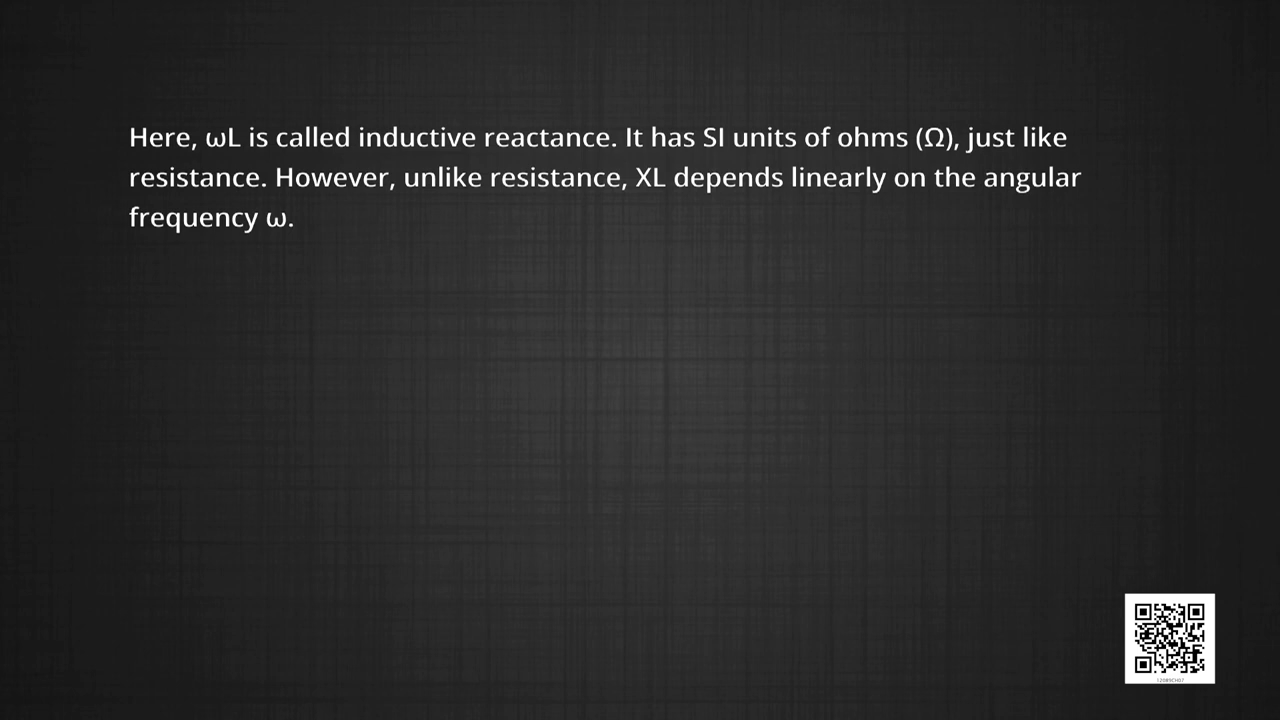 Here, ωL is called inductive reactance. It has SI units of ohms (Ω), just like
resistance. However, unlike resistance, XL depends linearly on the angular
frequency ω.